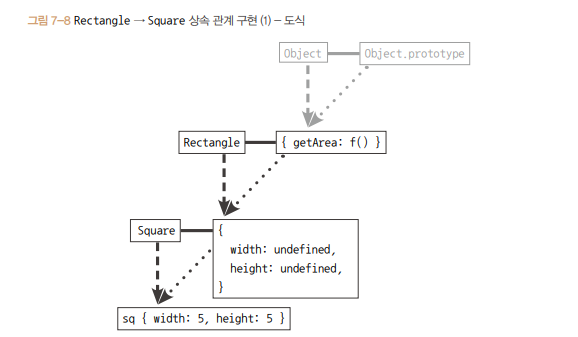 그림 7-8 Rectangle → Square 상속 관계 구현 (1) - 도식
Object
Object.prototype
Rectangle
{ getArea: f() }
Square
{
width: undefined,
height: undefined,
}
sq { width: 5, height: 5 }